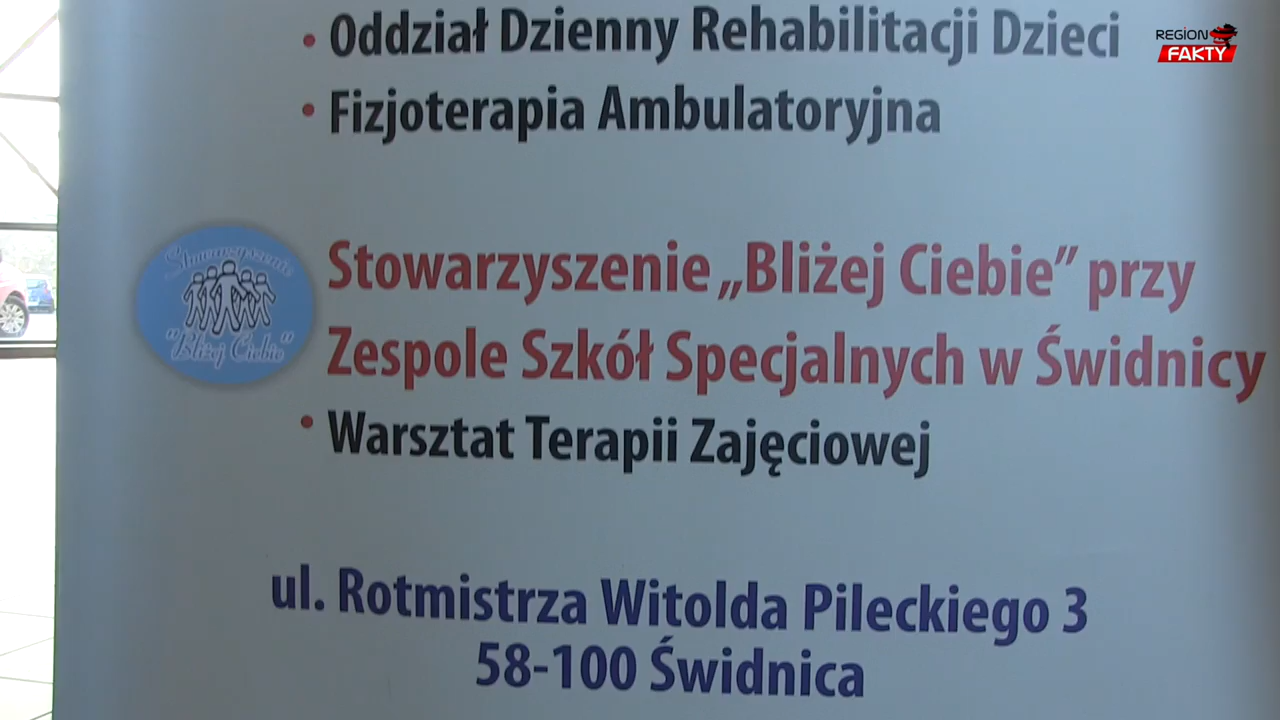 • Oddział Dzienny Rehabilitacji Dzieci
REGION
FAKTY
• Fizjoterapia Ambulatoryjna
Stowarzyszenie
"Bliżej Ciebie"
Stowarzyszenie „Bliżej Ciebie” przy
Zespole Szkół Specjalnych w Świdnicy
• Warsztat Terapii Zajęciowej
ul. Rotmistrza Witolda Pileckiego 3
58-100 Świdnica